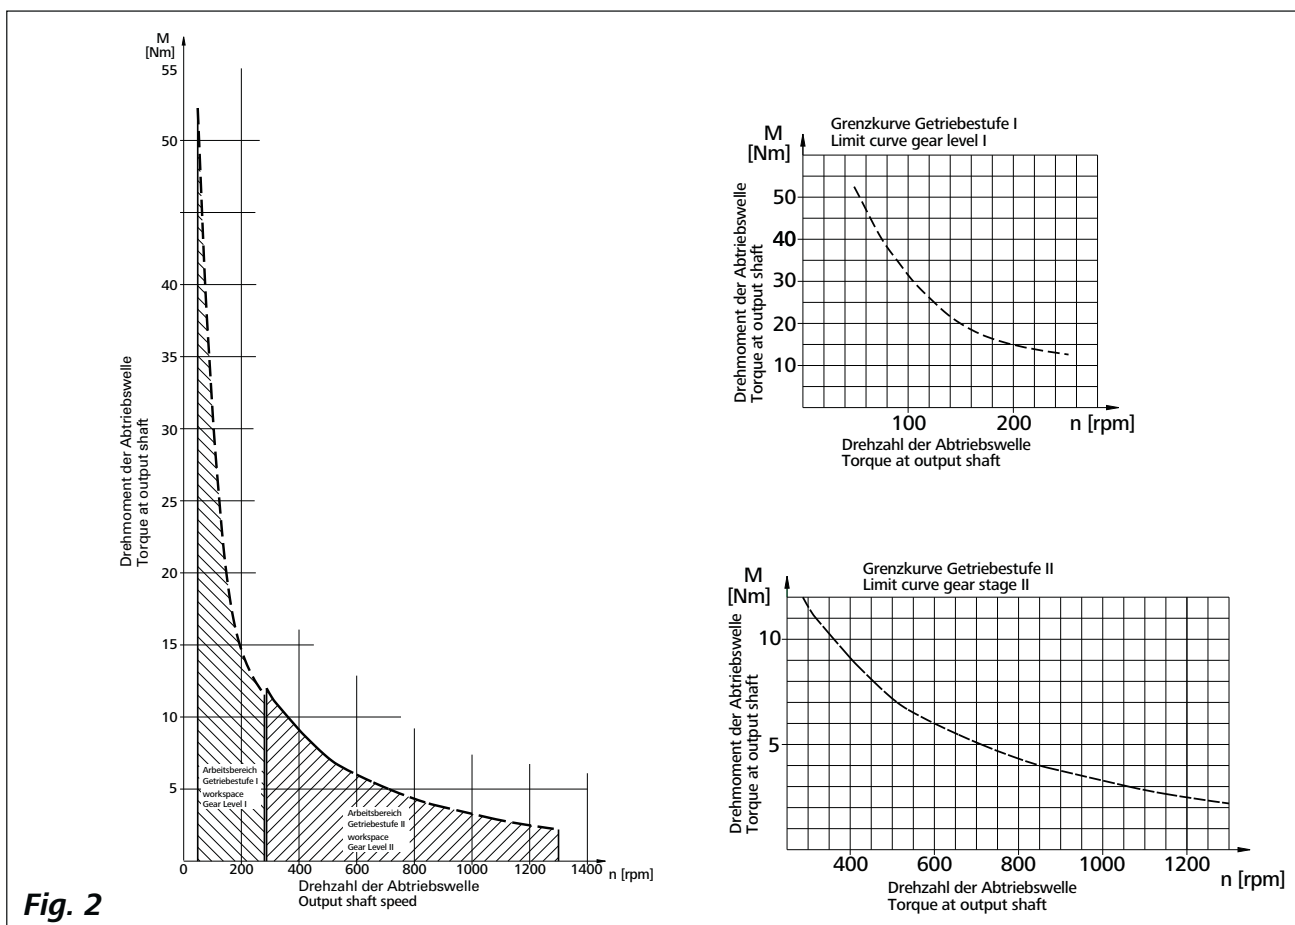 M
[Nm]
55
50
40
35
30
25
20
15
10
5
0
200
400
600
800
1000
1200
1400
n [rpm]
Drehmoment der Abtriebswelle
Torque at output shaft
Arbeitsbereich
Getriebestufe I
workspace
Gear Level I
Arbeitsbereich
Getriebestufe II
workspace
Gear Level II
Drehzahl der Abtriebswelle
Output shaft speed
Fig. 2
Grenzkurve Getriebestufe I
Limit curve gear level I
M
[Nm]
50
40
30
20
10
100
200
n [rpm]
Drehmoment der Abtriebswelle
Torque at output shaft
Drehzahl der Abtriebswelle
Torque at output shaft
Grenzkurve Getriebestufe II
Limit curve gear stage II
M
[Nm]
10
5
400
600
800
1000
1200
n [rpm]
Drehmoment der Abtriebswelle
Torque at output shaft
Drehzahl der Abtriebswelle
Torque at output shaft